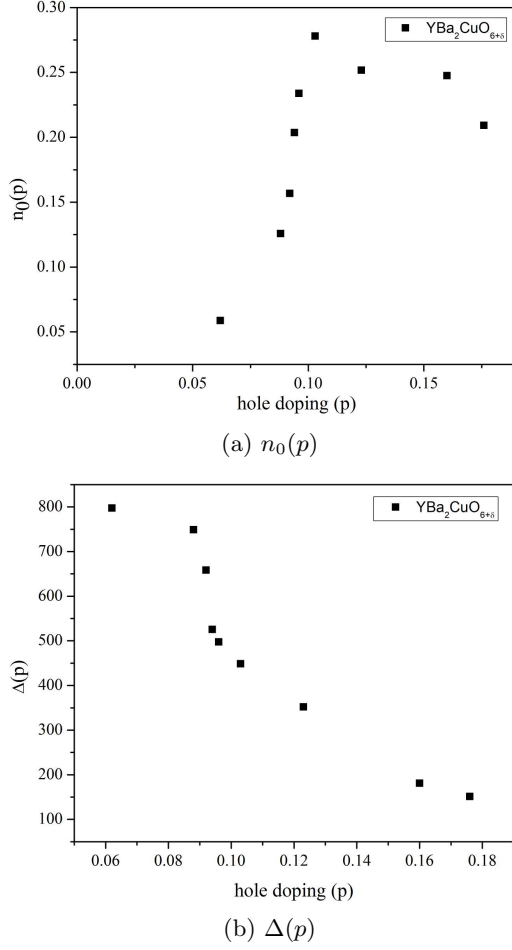 0.30
YBa₂CuO₆₊δ
0.25
0.20
n₀(p)
0.15
0.10
0.05
0.00 0.05 0.10 0.15
hole doping (p)
(a) n₀(p)
800
YBa₂CuO₆₊δ
700
600
500
Δ(p)
400
300
200
100
0.06 0.08 0.10 0.12 0.14 0.16 0.18
hole doping (p)
(b) Δ(p)